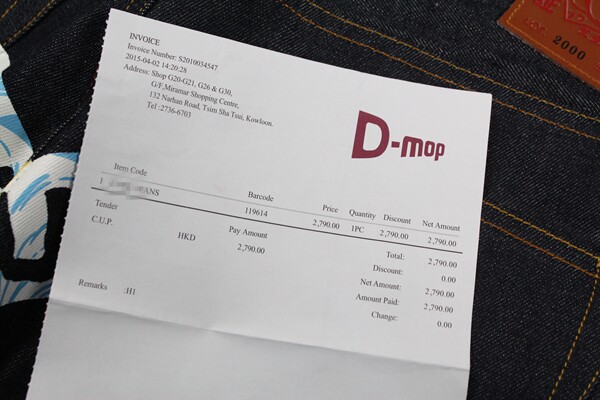 INVOICE
Invoice Number: S2010034547
2015-04-02 14:20:28
Address: Shop G20-G21, G26 & G30,
G/F,Miramar Shopping Centre,
132 Narhan Road, Tsim Sha Tsui, Kowloon.
Tel :2736-6703
D-mop
Item Code Barcode Price Quantity Discount Net Amount
1 ANS 119614 2,790.00 1PC 2,790.00 2,790.00
Tender Pay Amount
C.U.P. HKD 2,790.00
Total: 2,790.00
Discount: 0.00
Net Amount: 2,790.00
Amount Paid: 2,790.00
Change: 0.00
Remarks :H1
2000